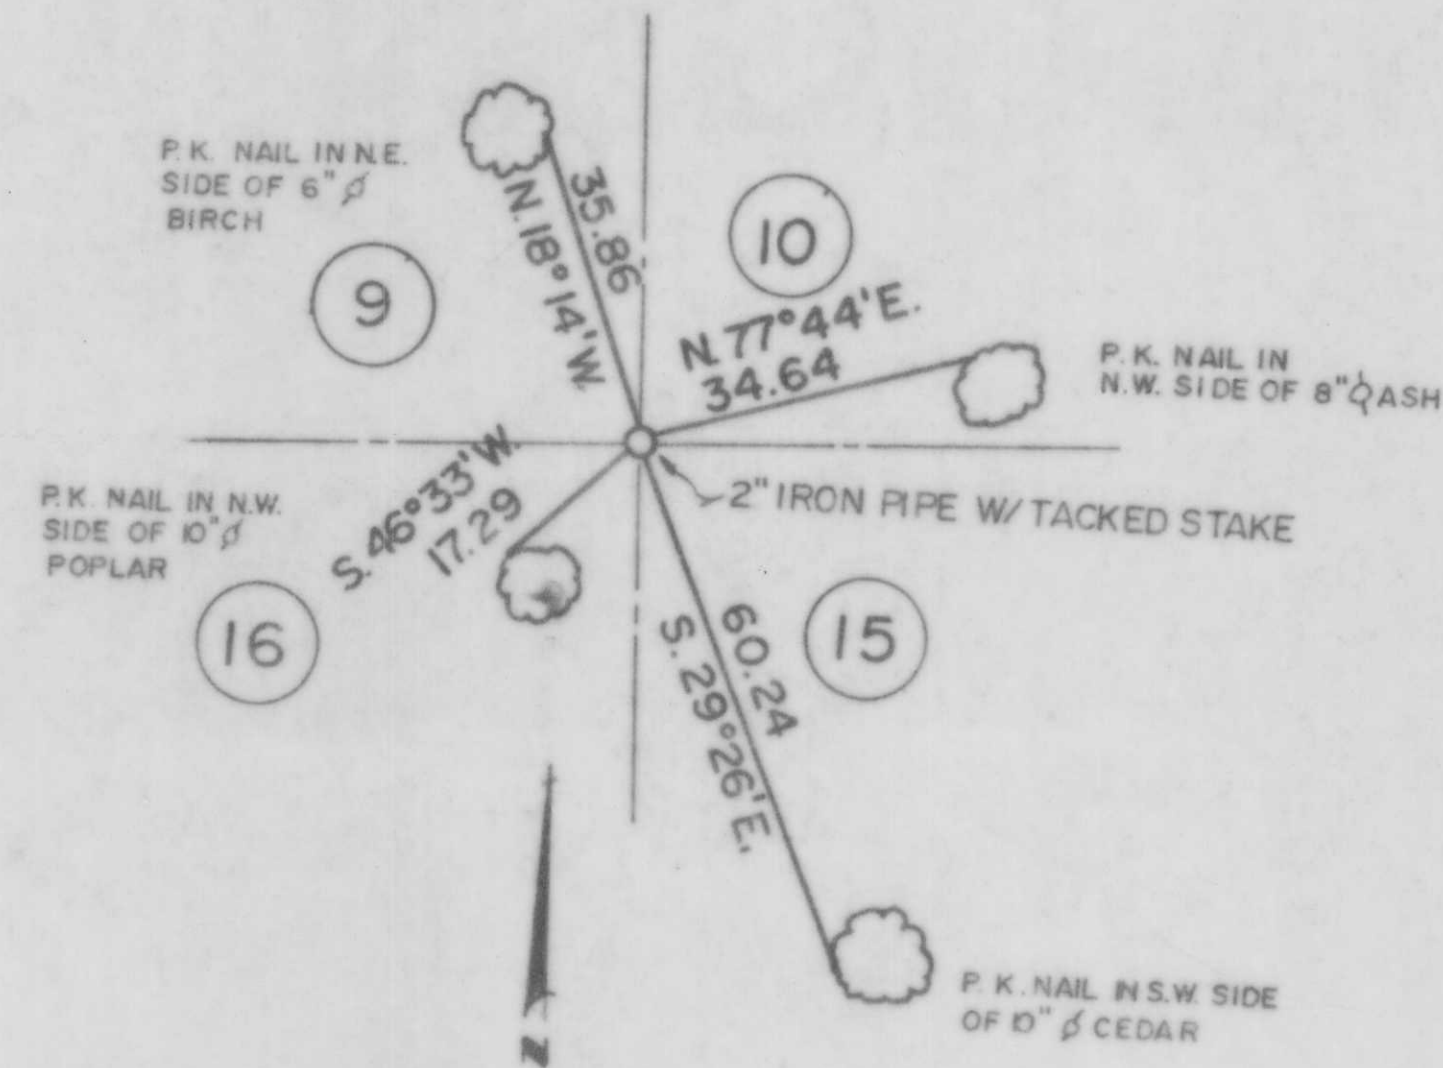 P.K. NAIL IN N.E.
SIDE OF 6" ⌀
BIRCH
35.86
N.18°14'W.
9
10
N.77°44'E.
34.64
P.K. NAIL IN
N.W. SIDE OF 8"⌀ ASH
S.46°33'W.
17.29
2" IRON PIPE W/ TACKED STAKE
P.K. NAIL IN N.W.
SIDE OF 10"⌀
POPLAR
16
60.24
S.29°26'E.
15
N
P.K. NAIL IN S.W. SIDE
OF 10" ⌀ CEDAR